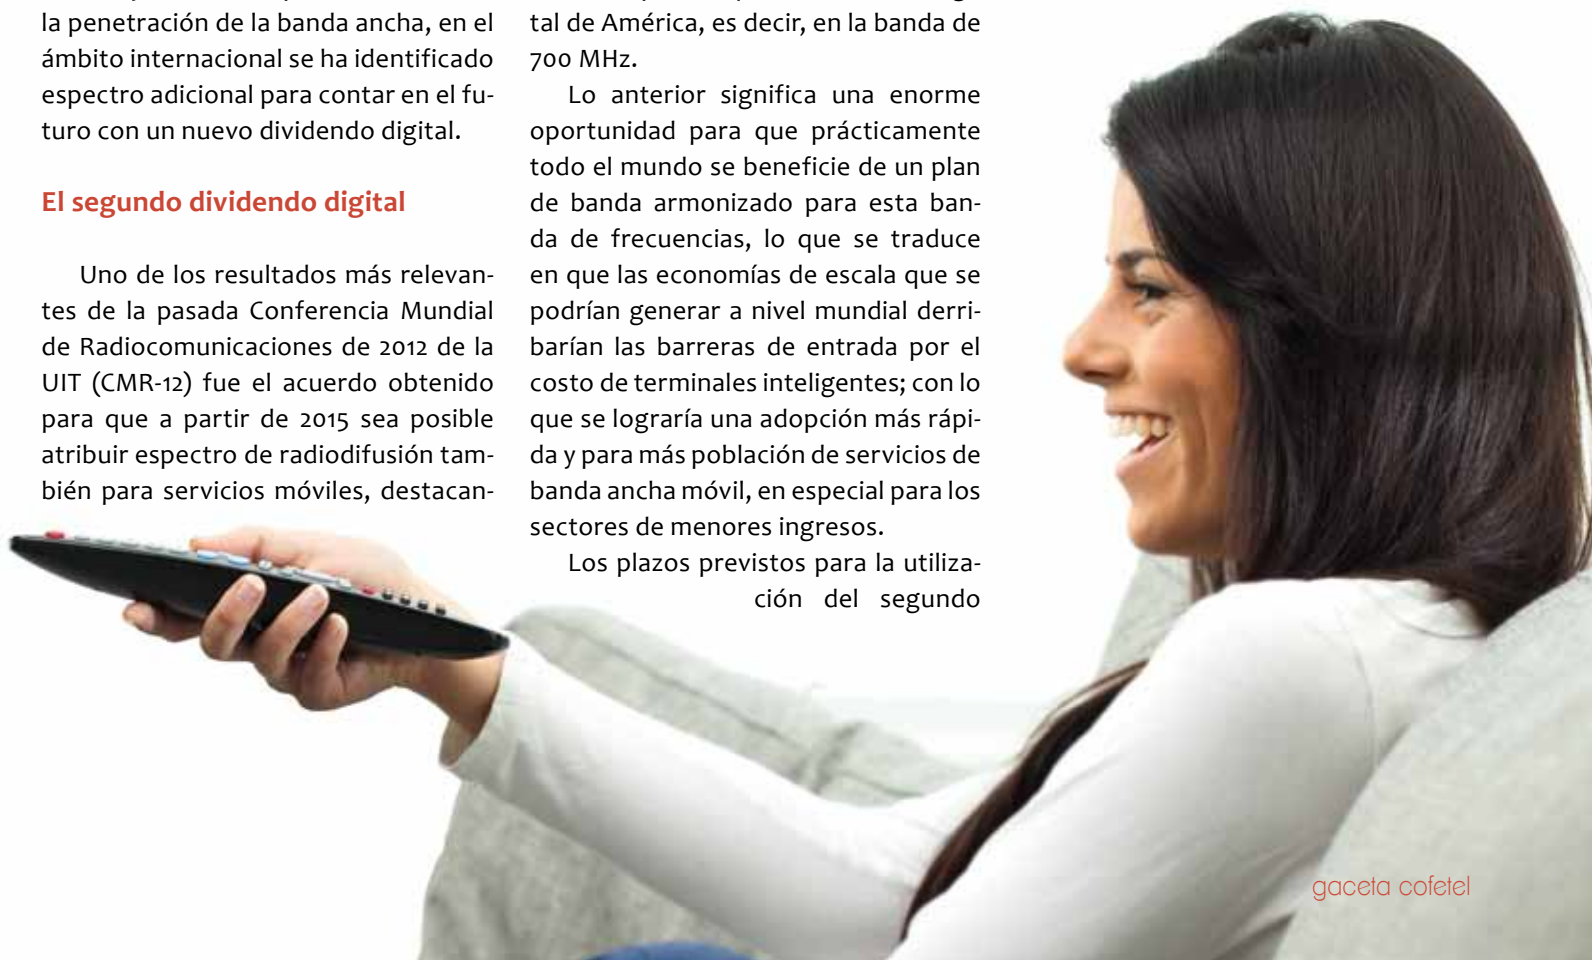 la penetración de la banda ancha, en el
ámbito internacional se ha identificado
espectro adicional para contar en el fu-
turo con un nuevo dividendo digital.
El segundo dividendo digital
Uno de los resultados más relevan-
tes de la pasada Conferencia Mundial
de Radiocomunicaciones de 2012 de la
UIT (CMR-12) fue el acuerdo obtenido
para que a partir de 2015 sea posible
atribuir espectro de radiodifusión tam-
bién para servicios móviles, destacan-
tal de América, es decir, en la banda de
700 MHz.
Lo anterior significa una enorme
oportunidad para que prácticamente
todo el mundo se beneficie de un plan
de banda armonizado para esta ban-
da de frecuencias, lo que se traduce
en que las economías de escala que se
podrían generar a nivel mundial derri-
barían las barreras de entrada por el
costo de terminales inteligentes; con lo
que se lograría una adopción más rápi-
da y para más población de servicios de
banda ancha móvil, en especial para los
sectores de menores ingresos.
Los plazos previstos para la utiliza-
ción del segundo
gaceta cofetel